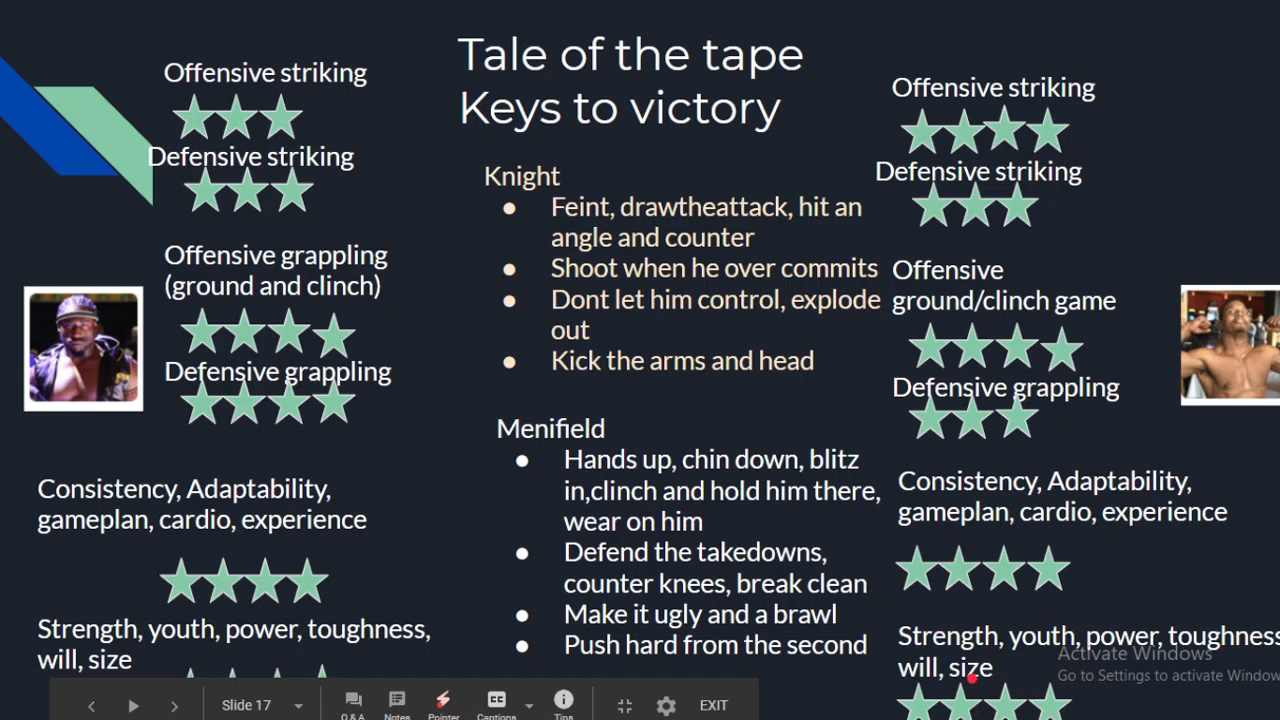 Tale of the tape
Keys to victory
Offensive striking
Defensive striking
Offensive grappling
(ground and clinch)
Defensive grappling
Consistency, Adaptability,
gameplan, cardio, experience
Strength, youth, power, toughness,
will, size
Knight
● Feint, drawtheattack, hit an
angle and counter
● Shoot when he over commits
● Dont let him control, explode
out
● Kick the arms and head
Menifield
● Hands up, chin down, blitz
in,clinch and hold him there,
wear on him
● Defend the takedowns,
counter knees, break clean
● Make it ugly and a brawl
● Push hard from the second
Offensive striking
Defensive striking
Offensive
ground/clinch game
Defensive grappling
Consistency, Adaptability,
gameplan, cardio, experience
Strength, youth, power, toughness
will, size
Activate Windows
Go to Settings to activate Window
Slide 17
Q & A
Notes
Pointer
Captions
Tips
EXIT